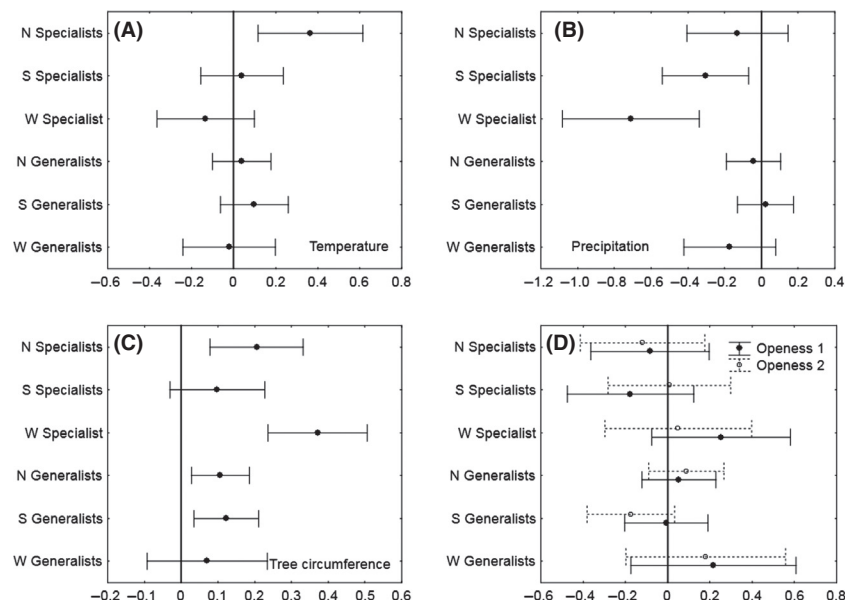 (A)
N Specialists
S Specialists
W Specialist
N Generalists
S Generalists
W Generalists
Temperature
−0.6 −0.4 −0.2 0 0.2 0.4 0.6 0.8
(B)
N Specialists
S Specialists
W Specialist
N Generalists
S Generalists
W Generalists
Precipitation
−1.2 −1.0 −0.8 −0.6 −0.4 −0.2 0 0.2 0.4
(C)
N Specialists
S Specialists
W Specialist
N Generalists
S Generalists
W Generalists
Tree circumference
−0.2 −0.1 0 0.1 0.2 0.3 0.4 0.5 0.6
(D)
Openess 1
Openess 2
N Specialists
S Specialists
W Specialist
N Generalists
S Generalists
W Generalists
−0.6 −0.4 −0.2 0 0.2 0.4 0.6 0.8